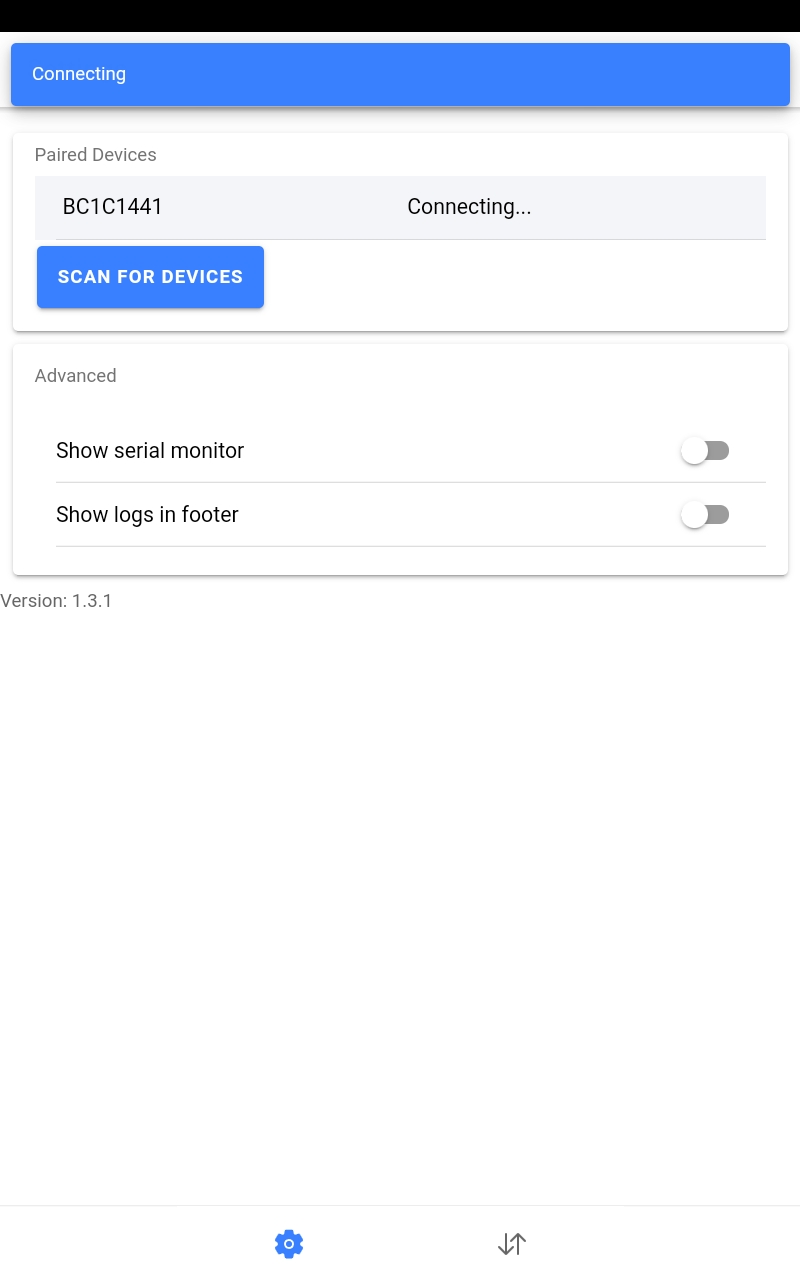 Connecting
Paired Devices
BC1C1441 Connecting...
SCAN FOR DEVICES
Advanced
Show serial monitor
Show logs in footer
Version: 1.3.1